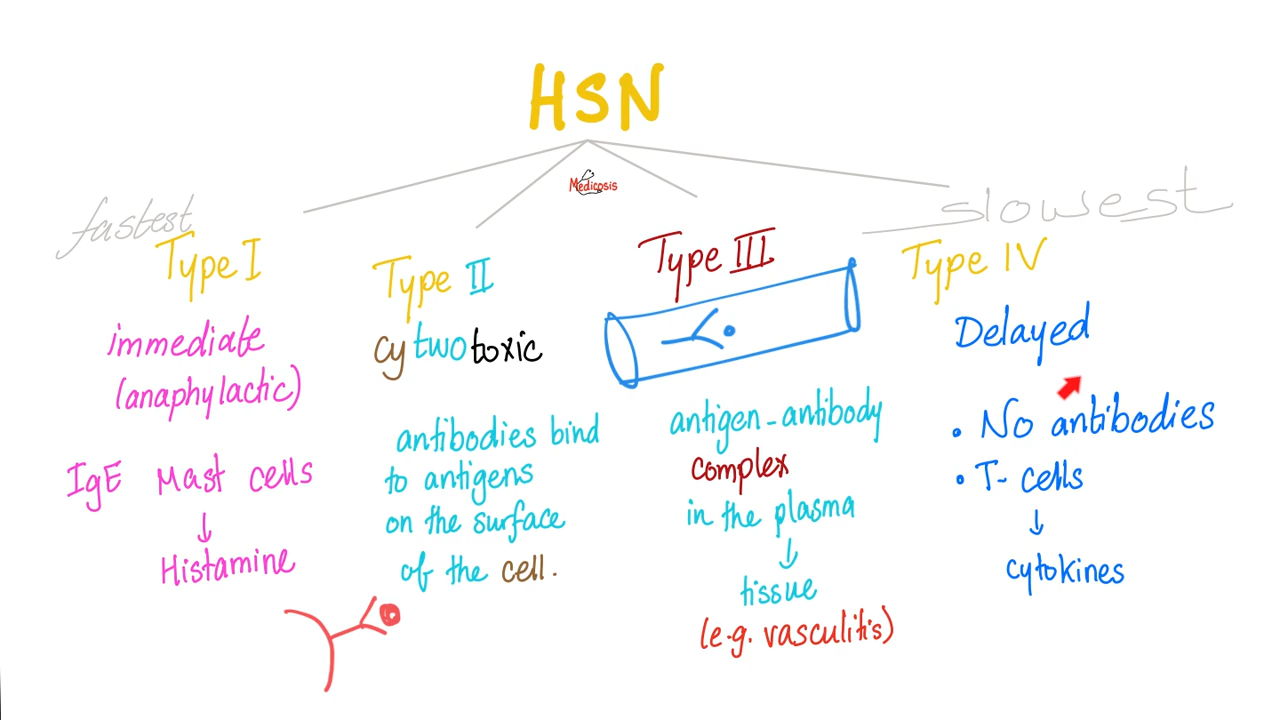 HSN
Medicosis
fastest
slowest
Type I
immediate
(anaphylactic)
IgE Mast cells
↓
Histamine
Type II
cytwotoxic
antibodies bind
to antigens
on the surface
of the cell.
Type III
antigen-antibody
complex
in the plasma
↓
tissue
(e.g. vasculitis)
Type IV
Delayed
• No antibodies
• T-cells
↓
cytokines